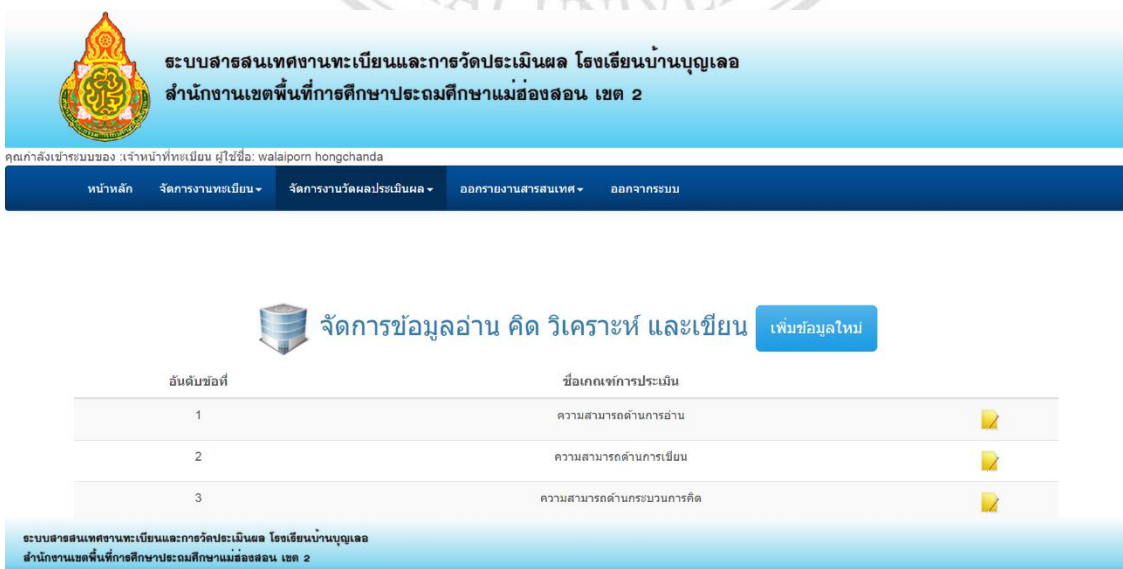 ระบบสารสนเทศงานทะเบียนและการวัดประเมินผล โรงเรียนบ้านบุญเลอ
สำนักงานเขตพื้นที่การศึกษาประถมศึกษาแม่ฮ่องสอน เขต 2
คุณกำลังเข้าระบบของ :เจ้าหน้าที่ทะเบียน ผู้ใช้ชื่อ: walaiporn hongchanda
หน้าหลัก จัดการงานทะเบียน จัดการงานวัดผลประเมินผล ออกรายงานสารสนเทศ ออกจากระบบ
จัดการข้อมูลอ่าน คิด วิเคราะห์ และเขียน เพิ่มข้อมูลใหม่
อันดับข้อที่ ชื่อเกณฑ์การประเมิน
1 ความสามารถด้านการอ่าน
2 ความสามารถด้านการเขียน
3 ความสามารถด้านกระบวนการคิด
ระบบสารสนเทศงานทะเบียนและการวัดประเมินผล โรงเรียนบ้านบุญเลอ
สำนักงานเขตพื้นที่การศึกษาประถมศึกษาแม่ฮ่องสอน เขต 2